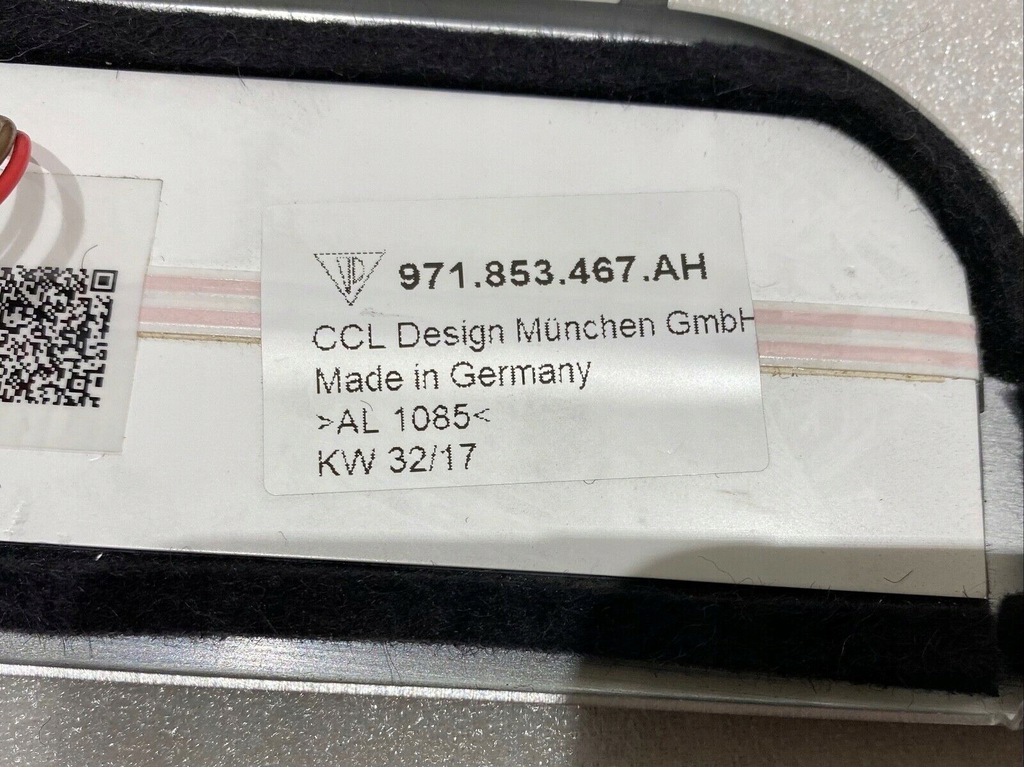 971.853.467.AH
CCL Design München GmbH
Made in Germany
>AL 1085<
KW 32/17